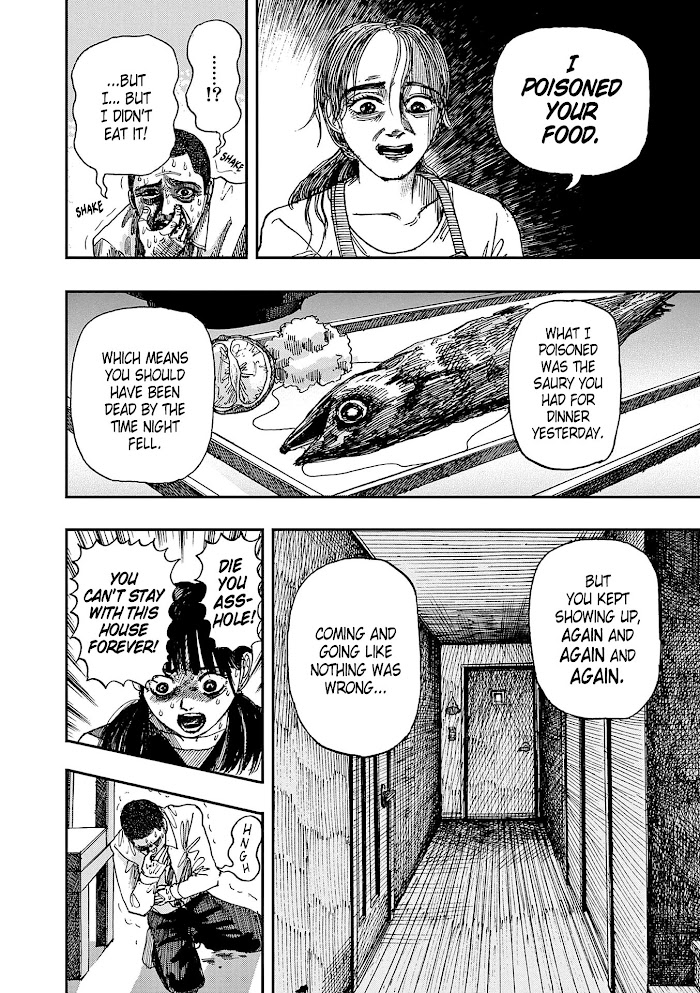 I
POISONED
YOUR
FOOD.
......
!?
...BUT
I... BUT
I DIDN'T
EAT IT!
SHAKE
SHAKE
WHAT I
POISONED
WAS THE
SAURY YOU
HAD FOR
DINNER
YESTERDAY.
WHICH MEANS
YOU SHOULD
HAVE BEEN
DEAD BY THE
TIME NIGHT
FELL.
BUT
YOU KEPT
SHOWING UP,
AGAIN AND
AGAIN AND
AGAIN.
COMING AND
GOING LIKE
NOTHING WAS
WRONG...
DIE
YOU
ASS-
HOLE!
YOU
CAN'T STAY
WITH THIS
HOUSE
FOREVER!
HNGH